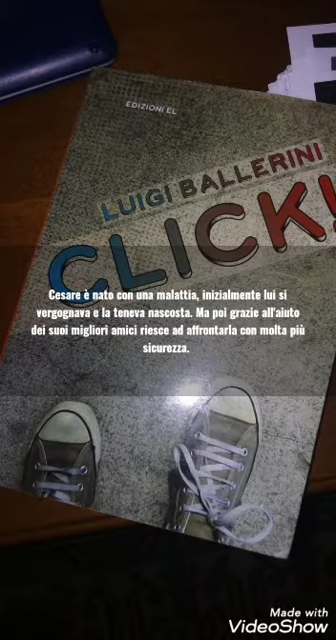 EDIZIONI EL
LUIGI BALLERINI
CLICK!
Cesare è nato con una malattia, inizialmente lui si
vergognava e la teneva nascosta. Ma poi grazie all'aiuto
dei suoi migliori amici riesce ad affrontarla con molta più
sicurezza.
Made with
VideoShow